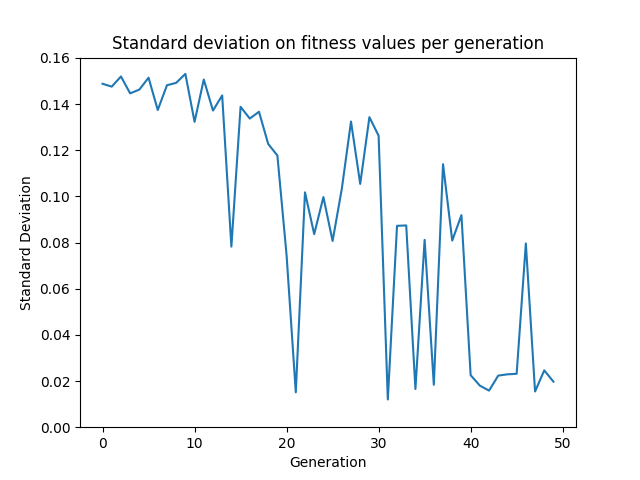 Standard deviation on fitness values per generation
0.16
0.14
0.12
0.10
0.08
0.06
0.04
0.02
0.00
Standard Deviation
0 10 20 30 40 50
Generation